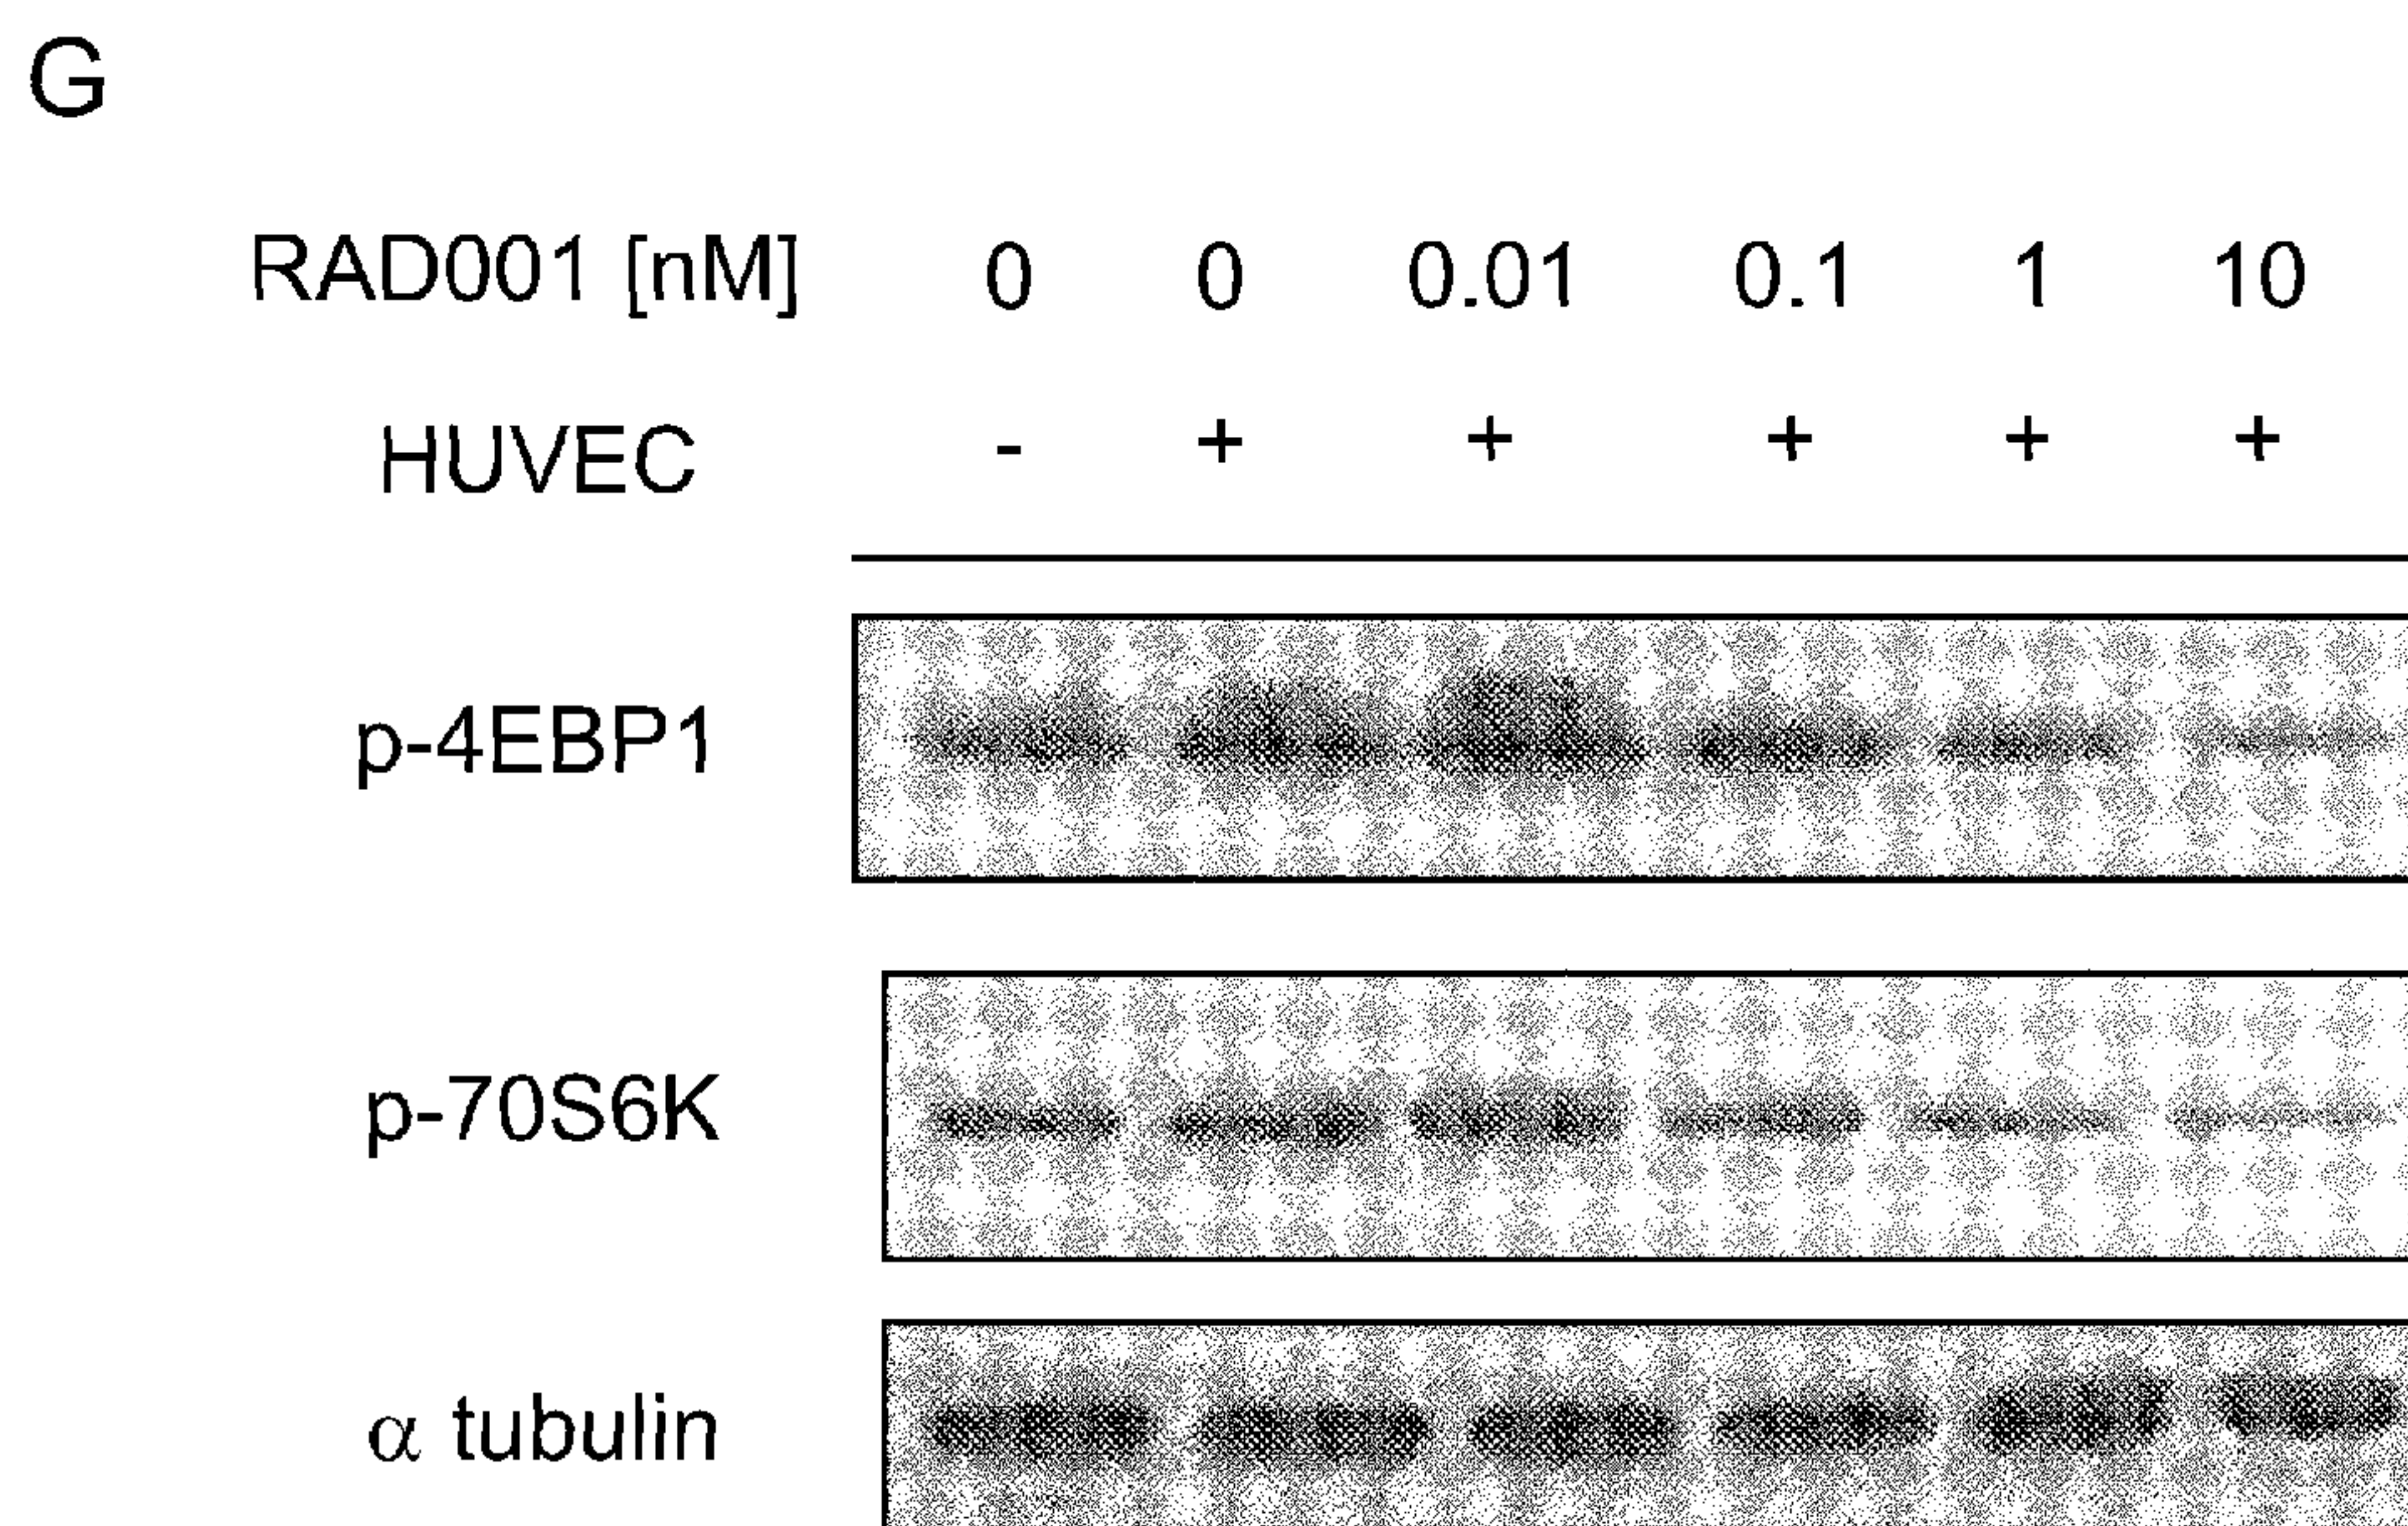 G
RAD001 [nM] 0 0 0.01 0.1 1 10
HUVEC - + + + + +
p-4EBP1
p-70S6K
α tubulin